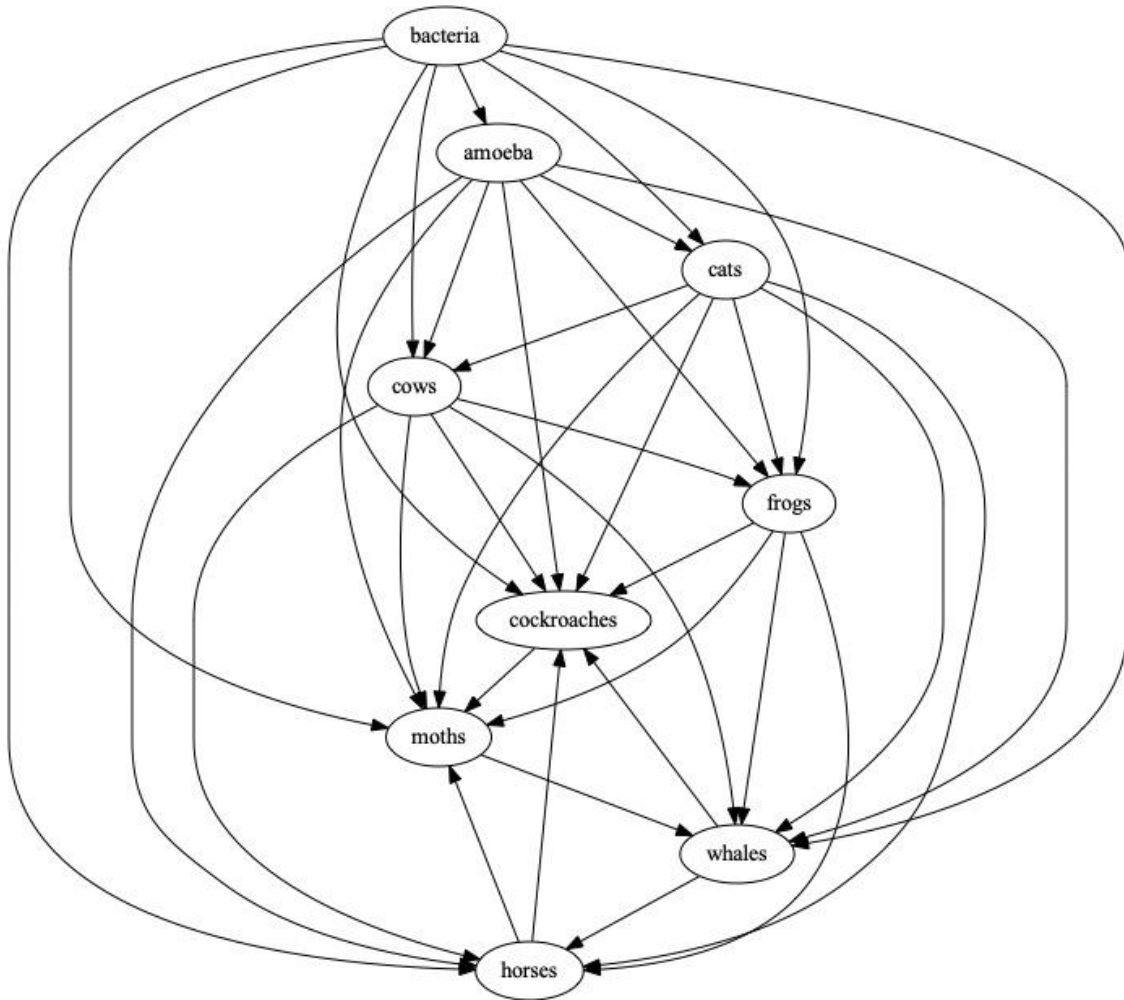 bacteria
amoeba
cats
cows
frogs
cockroaches
moths
whales
horses